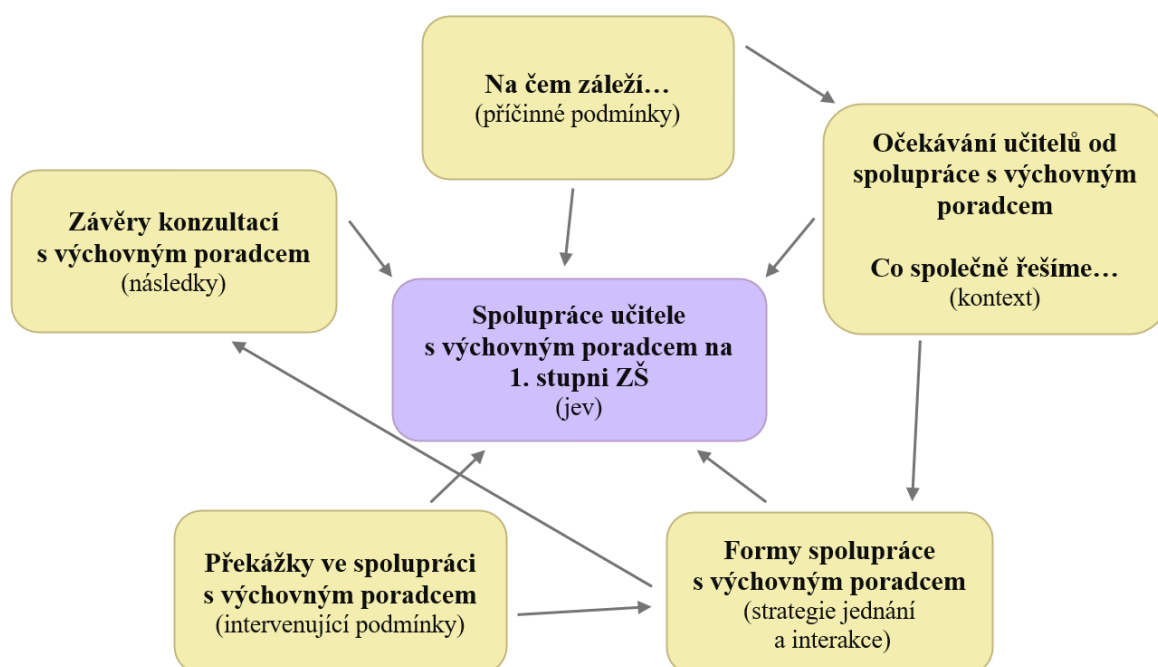 Na čem záleží…
(příčinné podmínky)
Očekávání učitelů od
spolupráce s výchovným
poradcem
Co společně řešíme…
(kontext)
Závěry konzultací
s výchovným poradcem
(následky)
Spolupráce učitele
s výchovným poradcem na
1. stupni ZŠ
(jev)
Překážky ve spolupráci
s výchovným poradcem
(intervenující podmínky)
Formy spolupráce
s výchovným poradcem
(strategie jednání
a interakce)